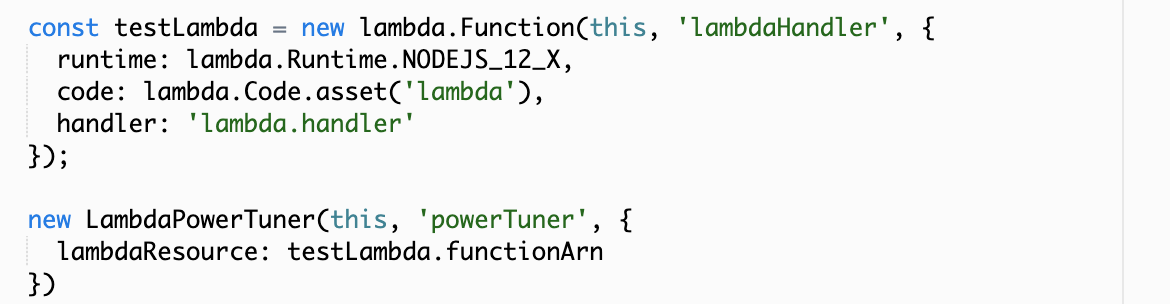 const testLambda = new lambda.Function(this, 'lambdaHandler', {
  runtime: lambda.Runtime.NODEJS_12_X,
  code: lambda.Code.asset('lambda'),
  handler: 'lambda.handler'
});

new LambdaPowerTuner(this, 'powerTuner', {
  lambdaResource: testLambda.functionArn
})